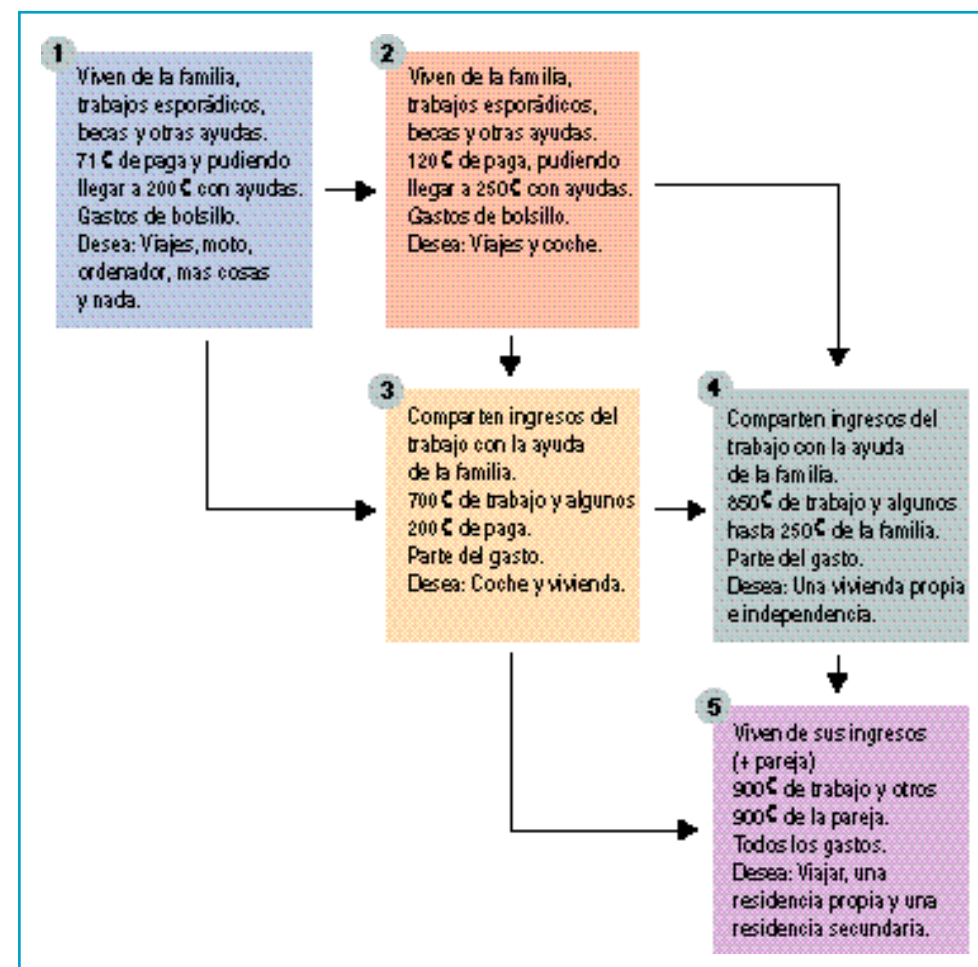 1
Viven de la familia,
trabajos esporádicos,
becas y otras ayudas.
71 € de paga y pudiendo
llegar a 200 € con ayudas.
Gastos de bolsillo.
Desea: Viajes, moto,
ordenador, mas cosas
y nada.
2
Viven de la familia,
trabajos esporádicos,
becas y otras ayudas.
120 € de paga, pudiendo
llegar a 250 € con ayudas.
Gastos de bolsillo.
Desea: Viajes y coche.
3
Comparten ingresos del
trabajo con la ayuda
de la familia.
700 € de trabajo y algunos
200 € de paga.
Parte del gasto.
Desea: Coche y vivienda.
4
Comparten ingresos del
trabajo con la ayuda
de la familia.
850€ de trabajo y algunos
hasta 250€ de la familia.
Parte del gasto.
Desea: Una vivienda propia
e independencia.
5
Viven de sus ingresos
(+ pareja)
900€ de trabajo y otros
900€ de la pareja.
Todos los gastos.
Desea: Viajar, una
residencia propia y una
residencia secundaria.